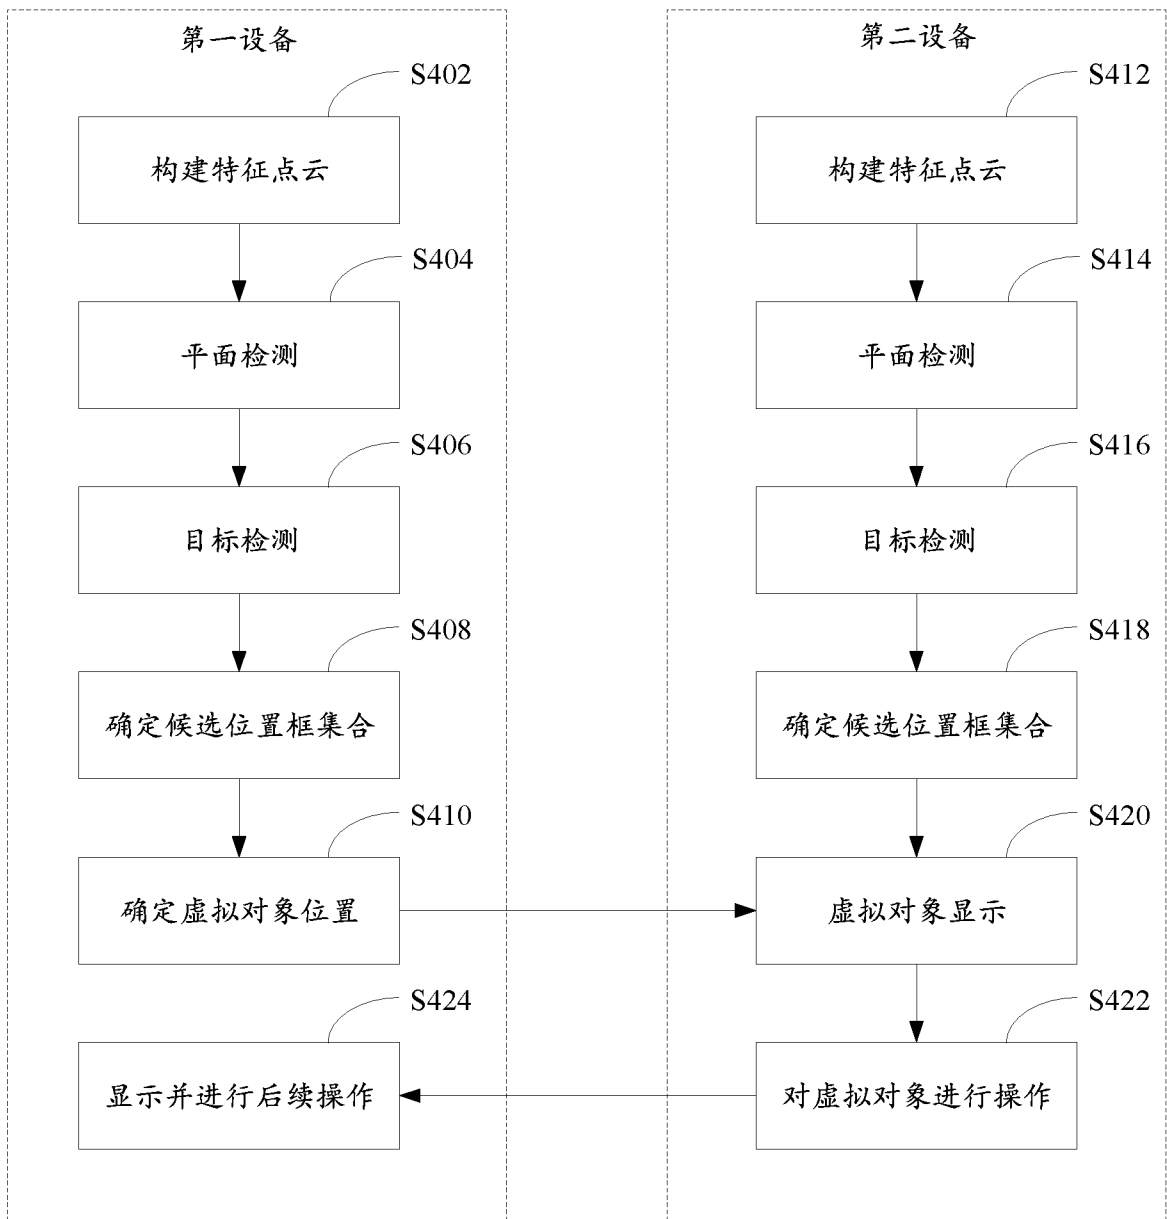 第一设备
S402
构建特征点云
S404
平面检测
S406
目标检测
S408
确定候选位置框集合
S410
确定虚拟对象位置
S424
显示并进行后续操作
第二设备
S412
构建特征点云
S414
平面检测
S416
目标检测
S418
确定候选位置框集合
S420
虚拟对象显示
S422
对虚拟对象进行操作